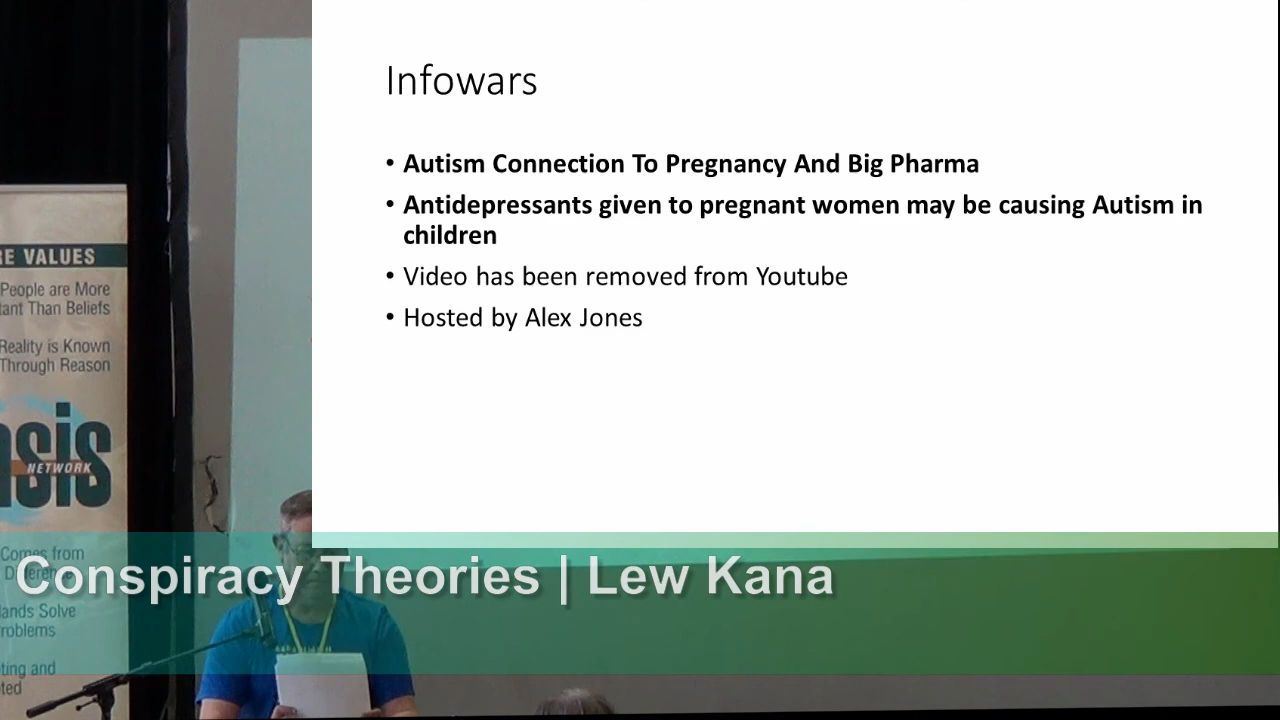 Infowars
• Autism Connection To Pregnancy And Big Pharma
• Antidepressants given to pregnant women may be causing Autism in
children
• Video has been removed from Youtube
• Hosted by Alex Jones
RE VALUES
People are More
tant Than Beliefs
Reality is Known
Through Reason
asis
NETWORK
Comes from
Conspiracy Theories | Lew Kana
ands Solve
roblems
ting and
ted